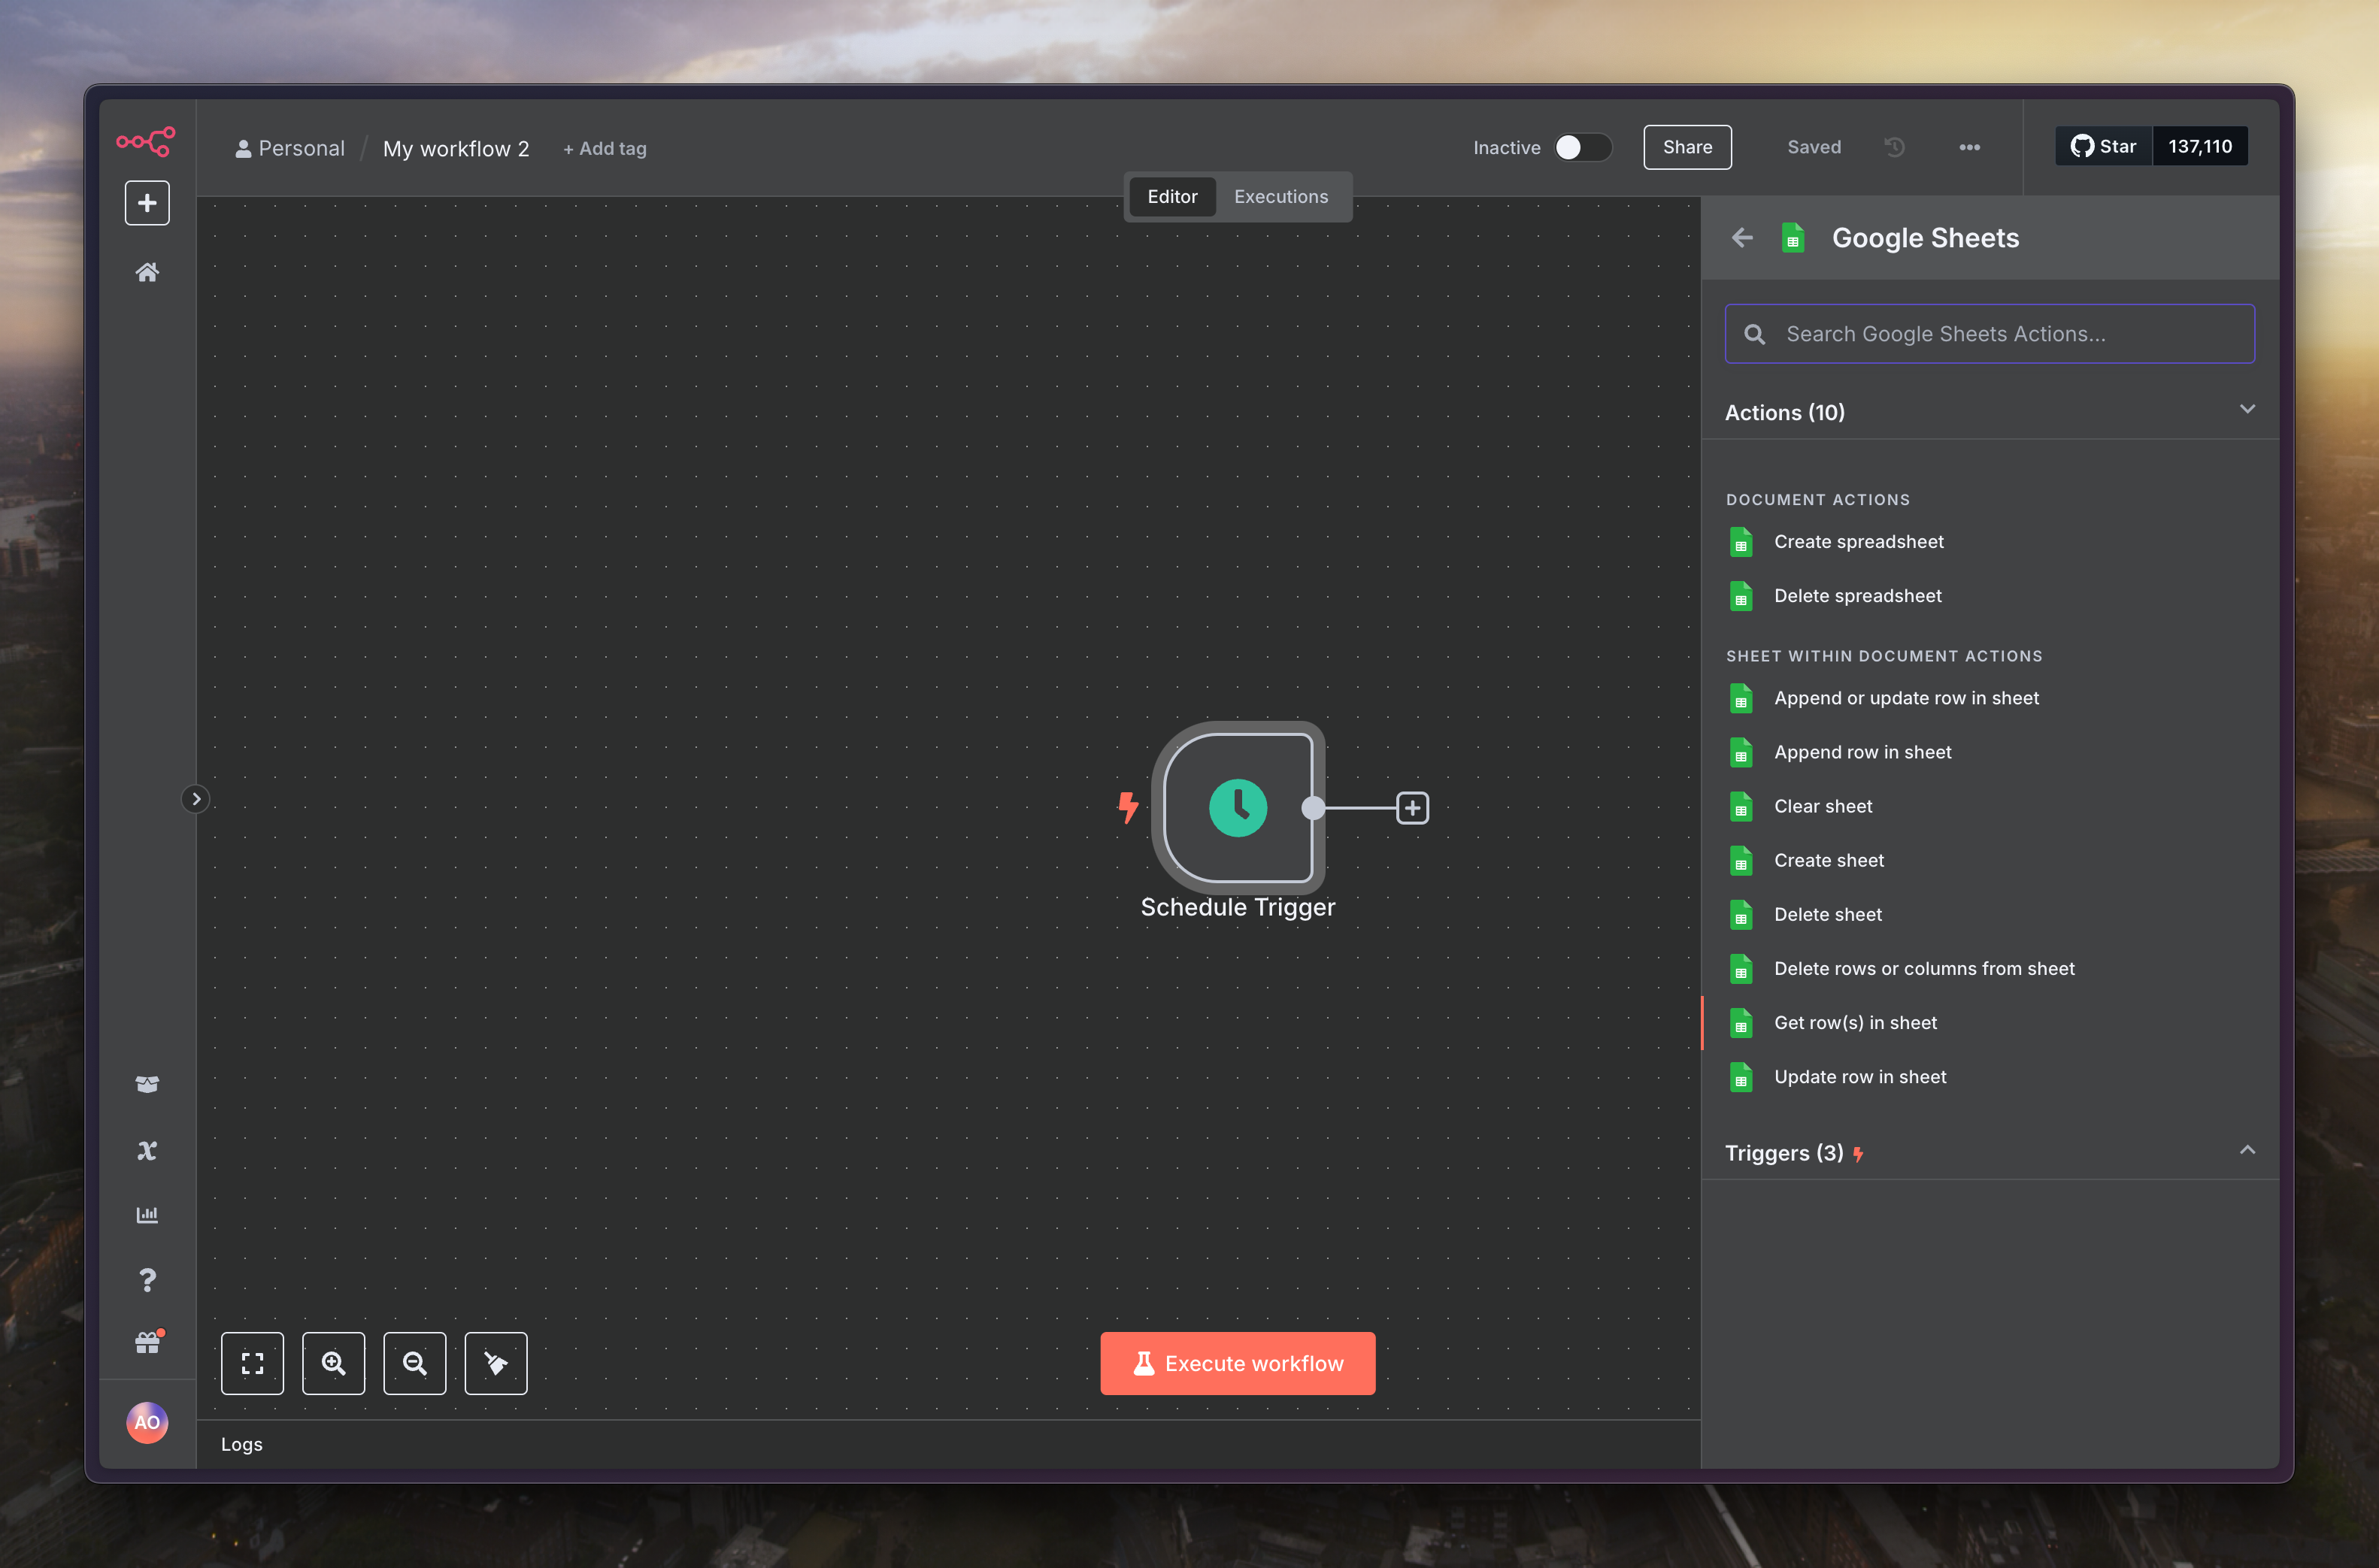 Personal / My workflow 2 + Add tag
Inactive Share Saved Star 137,110
Editor Executions
Google Sheets
Search Google Sheets Actions...
Actions (10)
DOCUMENT ACTIONS
Create spreadsheet
Delete spreadsheet
SHEET WITHIN DOCUMENT ACTIONS
Append or update row in sheet
Append row in sheet
Clear sheet
Create sheet
Delete sheet
Delete rows or columns from sheet
Get row(s) in sheet
Update row in sheet
Triggers (3)
Schedule Trigger
Execute workflow
AO
Logs